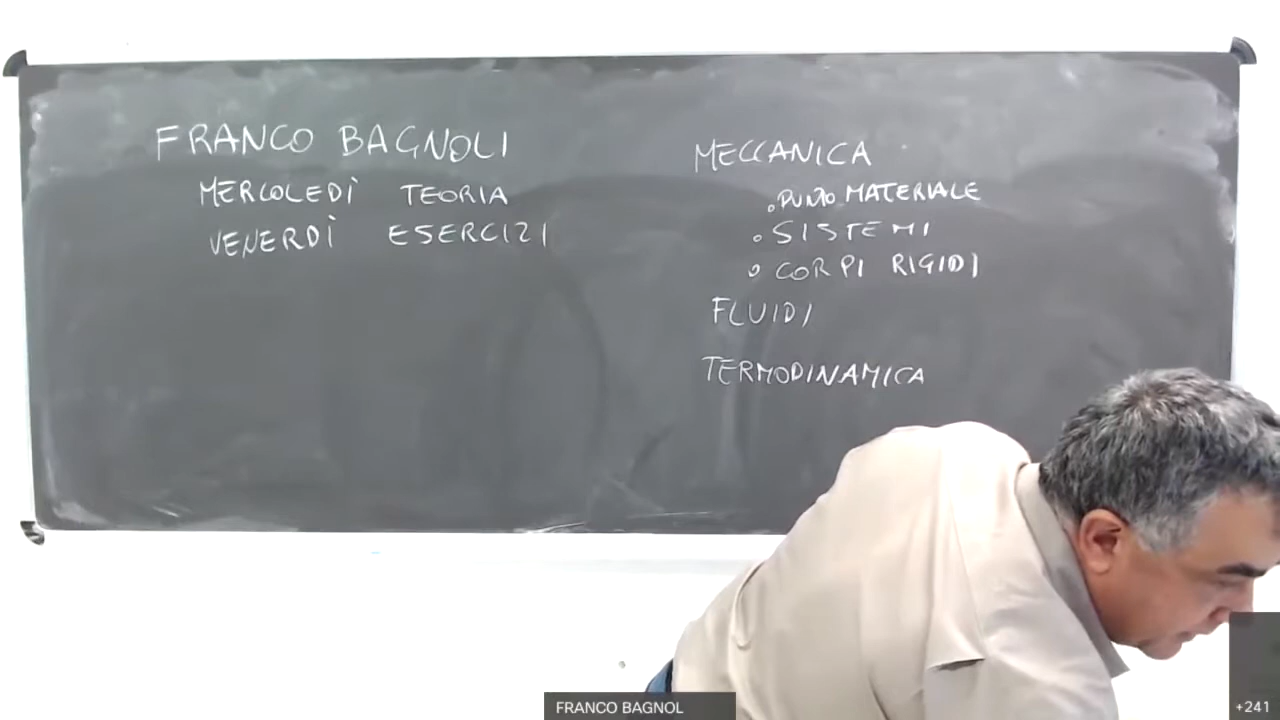 FRANCO BAGNOLI
MERCOLEDÌ TEORIA
VENERDÌ ESERCIZI
MECCANICA
PUNTO MATERIALE
SISTEMI
CORPI RIGIDI
FLUIDI
TERMODINAMICA
FRANCO BAGNOL
+241